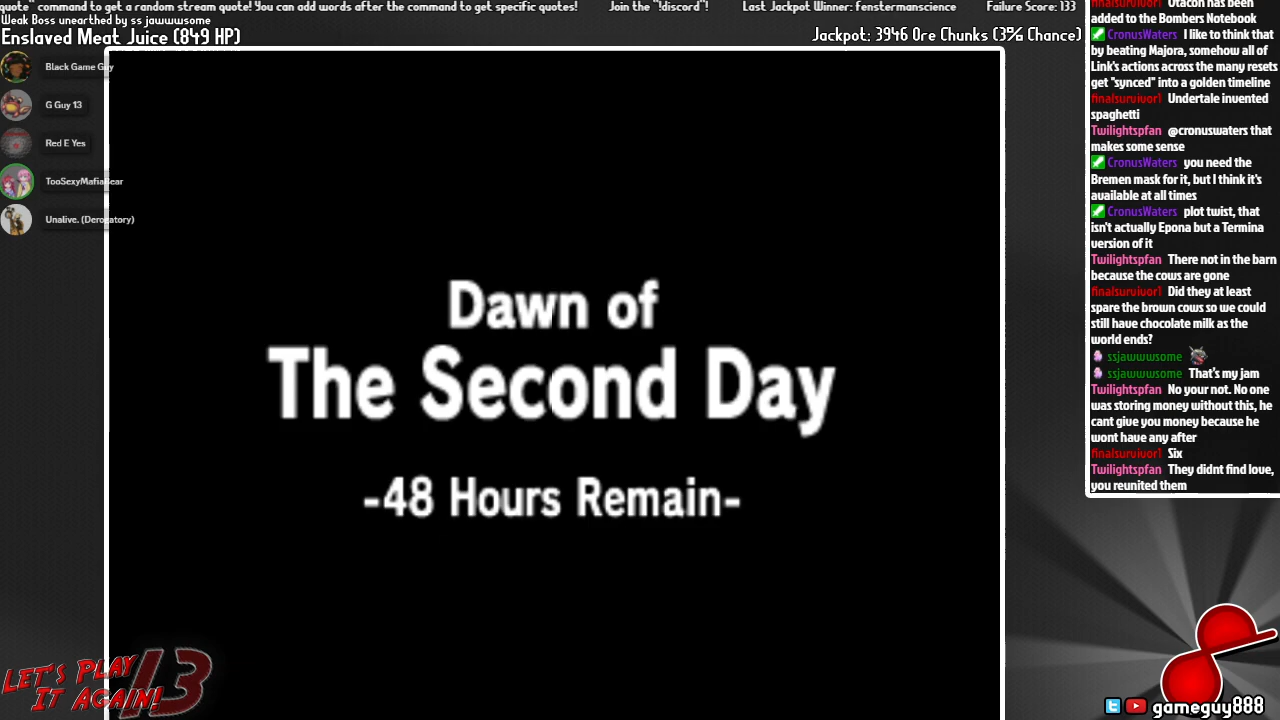 quote" command to get a random stream quote! You can add words after the command to get specific quotes! Join the "!discord"! Last Jackpot Winner: fenstermanscience Failure Score: 133
Weak Boss unearthed by ss jawwwsome
Enslaved Meat Juice (849 HP)
Jackpot: 3946 Ore Chunks (3% Chance)
Black Game Guy
G Guy 13
Red E Yes
TooSexyMafiaBear
Unalive. (Derogatory)
Dawn of
The Second Day
-48 Hours Remain-
Otacon has been
added to the Bombers Notebook
CronusWaters I like to think that
by beating Majora, somehow all of
Link's actions across the many resets
get "synced" into a golden timeline
finalsurvivor1 Undertale invented
spaghetti
Twilightspfan @cronuswaters that
makes some sense
CronusWaters you need the
Bremen mask for it, but I think it's
available at all times
CronusWaters plot twist, that
isn't actually Epona but a Termina
version of it
Twilightspfan There not in the barn
because the cows are gone
finalsurvivor1 Did they at least
spare the brown cows so we could
still have chocolate milk as the
world ends?
ssjawwwsome
ssjawwwsome That's my jam
Twilightspfan No your not. No one
was storing money without this, he
cant give you money because he
wont have any after
finalsurvivor1 Six
Twilightspfan They didnt find love,
you reunited them
LET'S PLAY
IT AGAIN!
13
gameguy888